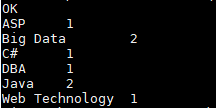 OK
ASP 1
Big Data 2
C# 1
DBA 1
Java 2
Web Technology 1